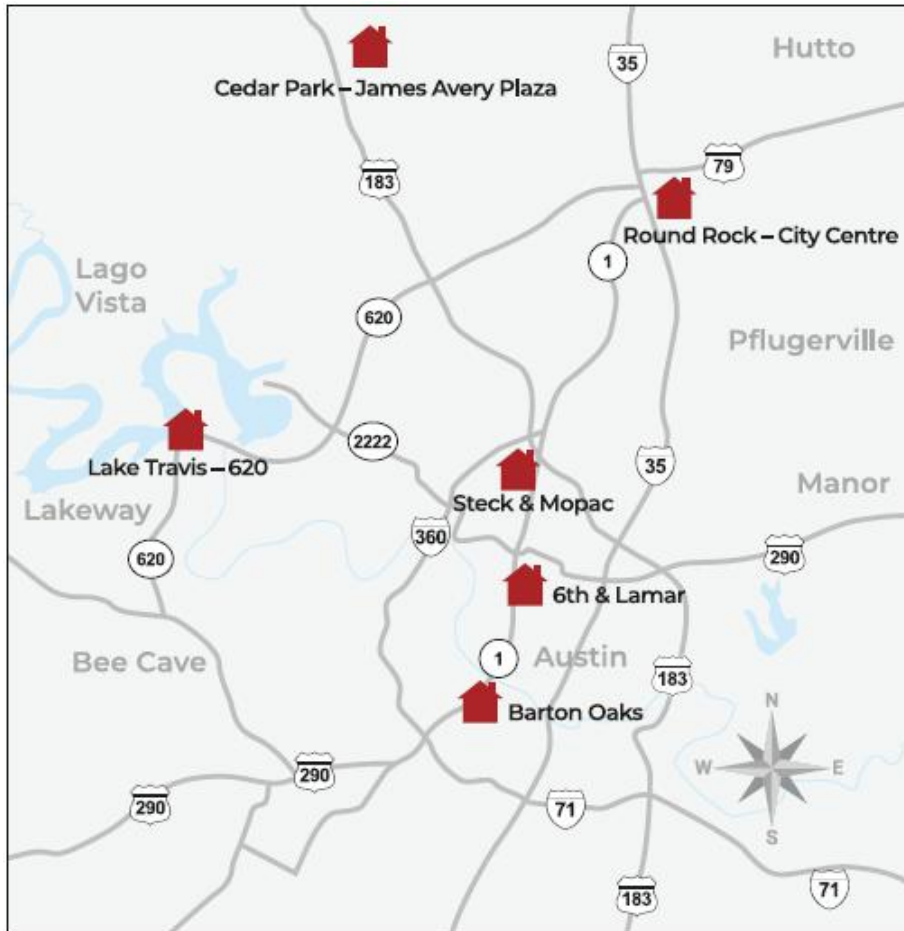 35
Hutto
Cedar Park – James Avery Plaza
79
183
Round Rock – City Centre
1
Lago
Vista
620
Pflugerville
2222
Lake Travis – 620
35
Steck & Mopac
Manor
Lakeway
360
620
290
6th & Lamar
Bee Cave
1
Austin
183
N
Barton Oaks
W
E
290
290
71
S
183
71